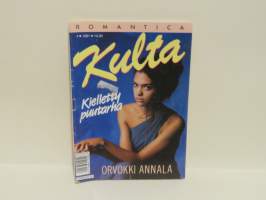 ROMANTICA
Kulta
Kielletty
puutarha
ORVOKKI ANNALA